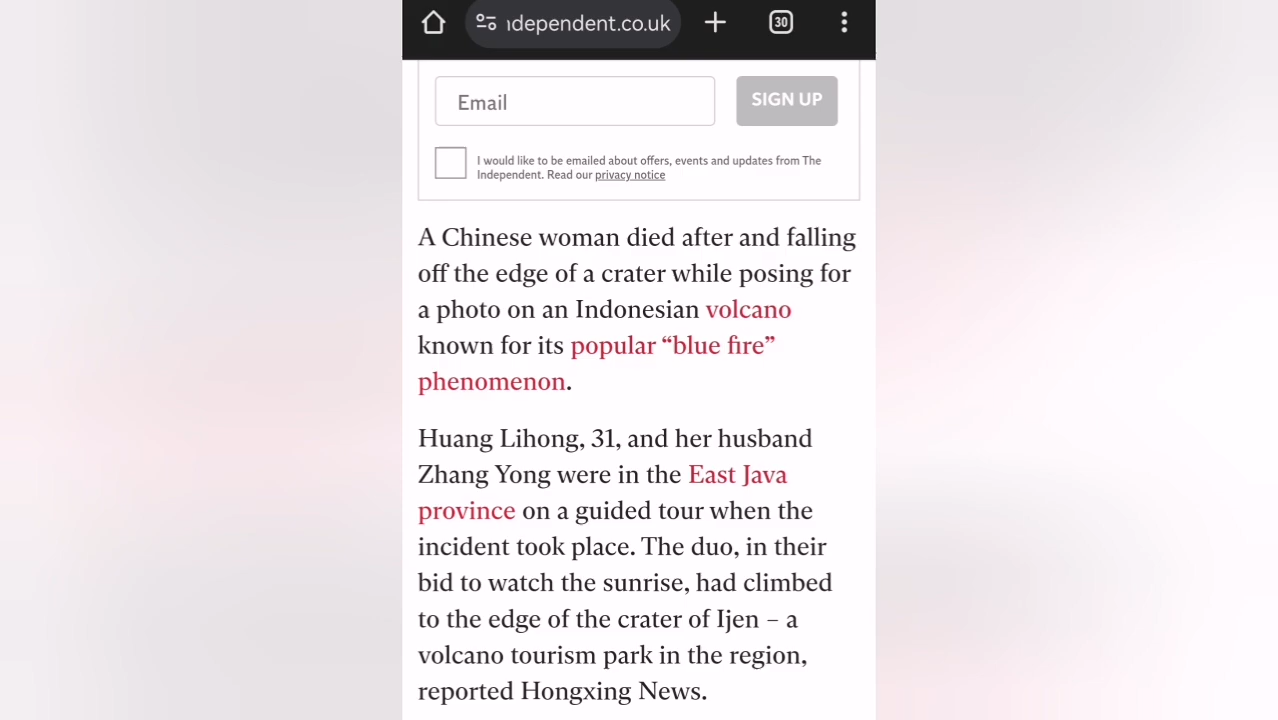 ndependent.co.uk
30
Email
SIGN UP
I would like to be emailed about offers, events and updates from The
Independent. Read our privacy notice
A Chinese woman died after and falling
off the edge of a crater while posing for
a photo on an Indonesian volcano
known for its popular “blue fire”
phenomenon.
Huang Lihong, 31, and her husband
Zhang Yong were in the East Java
province on a guided tour when the
incident took place. The duo, in their
bid to watch the sunrise, had climbed
to the edge of the crater of Ijen – a
volcano tourism park in the region,
reported Hongxing News.